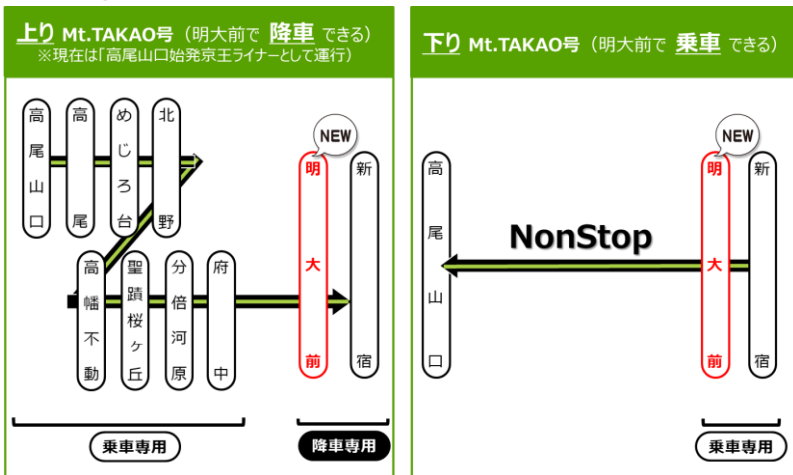 上り Mt.TAKAO号（明大前で 降車 できる）
※現在は「高尾山口始発京王ライナーとして運行）
高尾山口
高尾
めじろ台
北野
高幡不動
聖蹟桜ヶ丘
分倍河原
府中
NEW
明大前
新宿
乗車専用
降車専用
下り Mt.TAKAO号（明大前で 乗車 できる）
高尾山口
NonStop
NEW
明大前
新宿
乗車専用